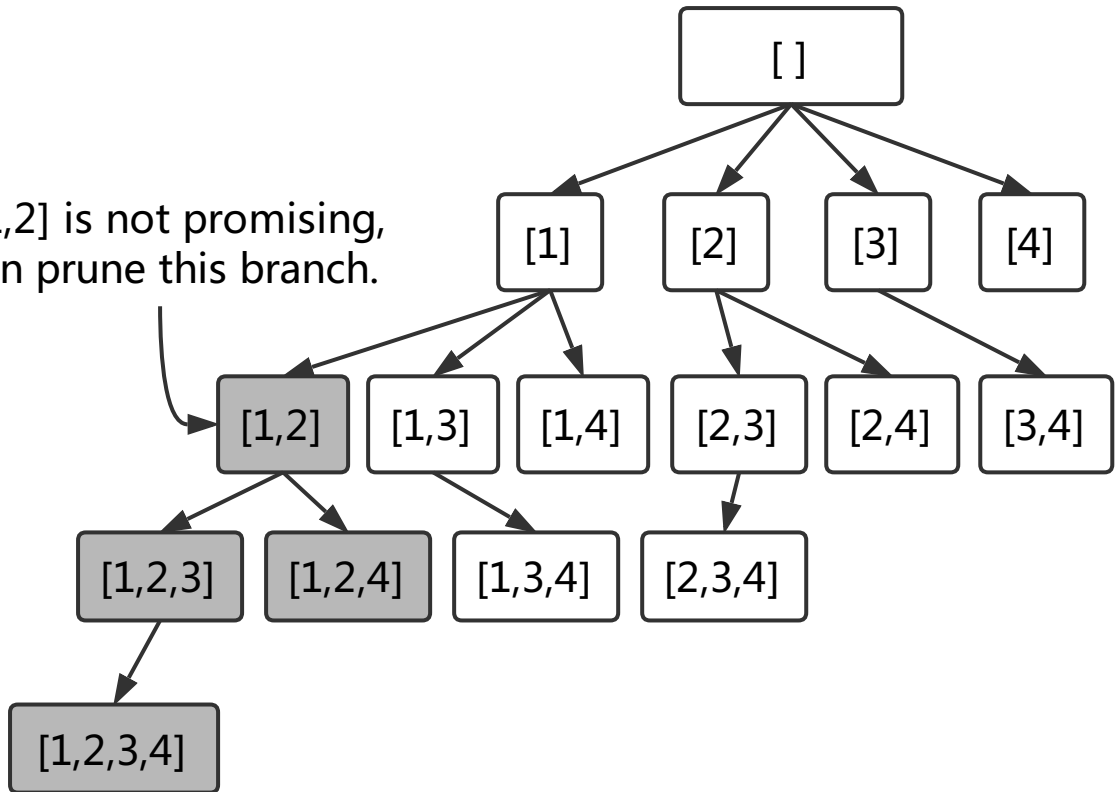 [ ]
,2] is not promising,
n prune this branch.
[1] [2] [3] [4]
[1,2] [1,3] [1,4] [2,3] [2,4] [3,4]
[1,2,3] [1,2,4] [1,3,4] [2,3,4]
[1,2,3,4]